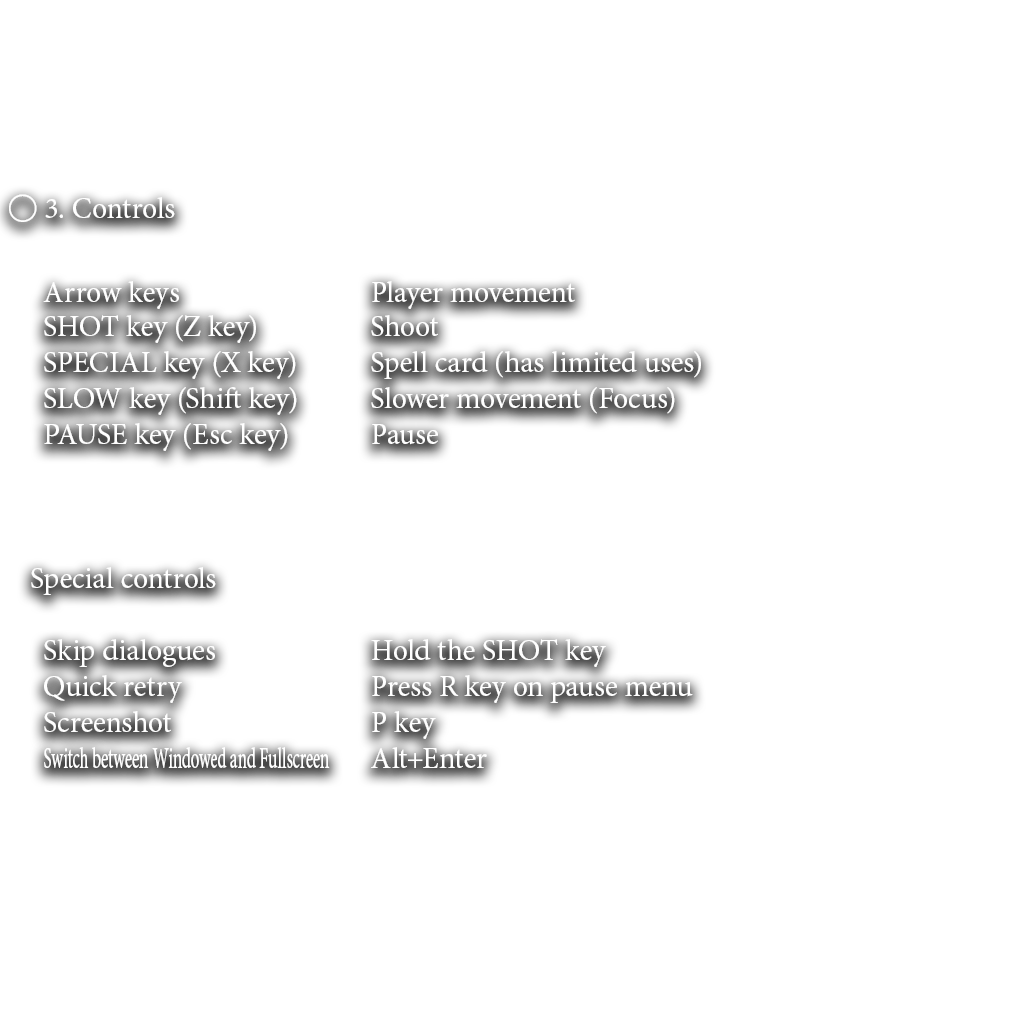 ○ 3. Controls
Arrow keys Player movement
SHOT key (Z key) Shoot
SPECIAL key (X key) Spell card (has limited uses)
SLOW key (Shift key) Slower movement (Focus)
PAUSE key (Esc key) Pause
Special controls
Skip dialogues Hold the SHOT key
Quick retry Press R key on pause menu
Screenshot P key
Switch between Windowed and Fullscreen Alt+Enter